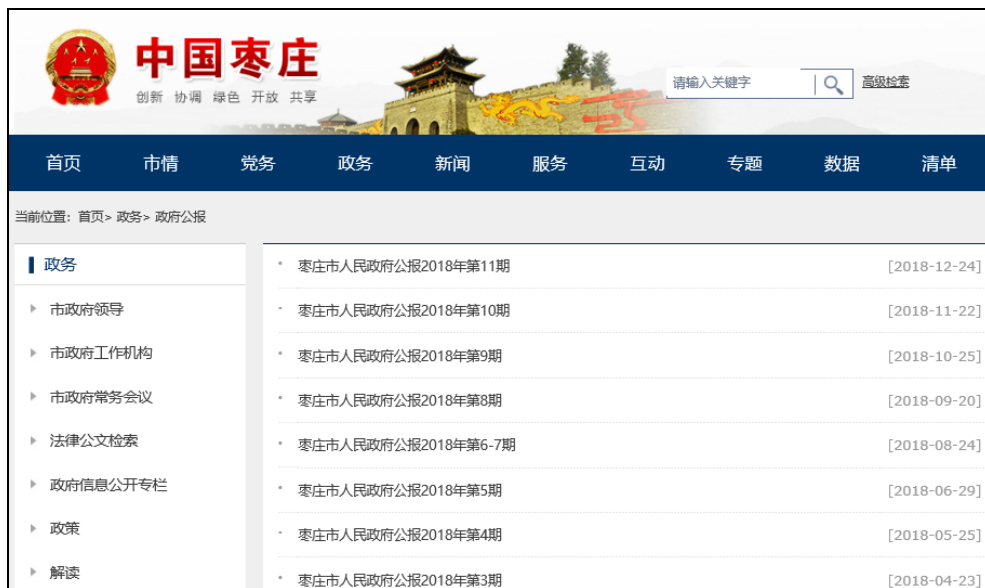 中国枣庄
创新 协调 绿色 开放 共享
请输入关键字
高级检索
首页 市情 党务 政务 新闻 服务 互动 专题 数据 清单
当前位置：首页> 政务> 政府公报
政务
市政府领导
市政府工作机构
市政府常务会议
法律公文检索
政府信息公开专栏
政策
解读
枣庄市人民政府公报2018年第11期 [2018-12-24]
枣庄市人民政府公报2018年第10期 [2018-11-22]
枣庄市人民政府公报2018年第9期 [2018-10-25]
枣庄市人民政府公报2018年第8期 [2018-09-20]
枣庄市人民政府公报2018年第6-7期 [2018-08-24]
枣庄市人民政府公报2018年第5期 [2018-06-29]
枣庄市人民政府公报2018年第4期 [2018-05-25]
枣庄市人民政府公报2018年第3期 [2018-04-23]